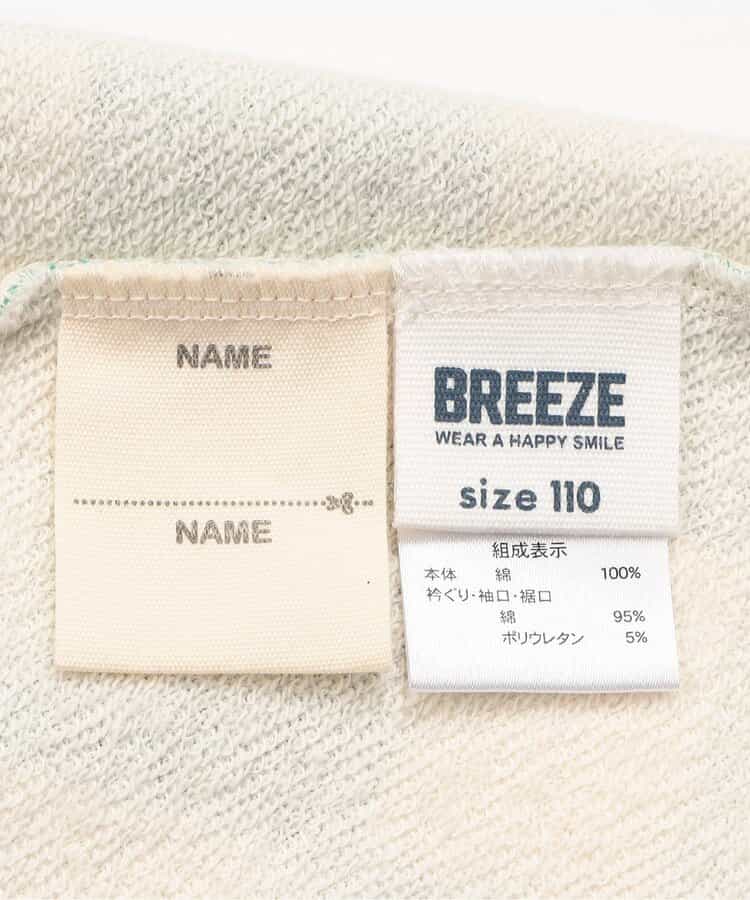 NAME
NAME
BREEZE
WEAR A HAPPY SMILE
size 110
組成表示
本体 綿 100%
衿ぐり・袖口・裾口
綿 95%
ポリウレタン 5%